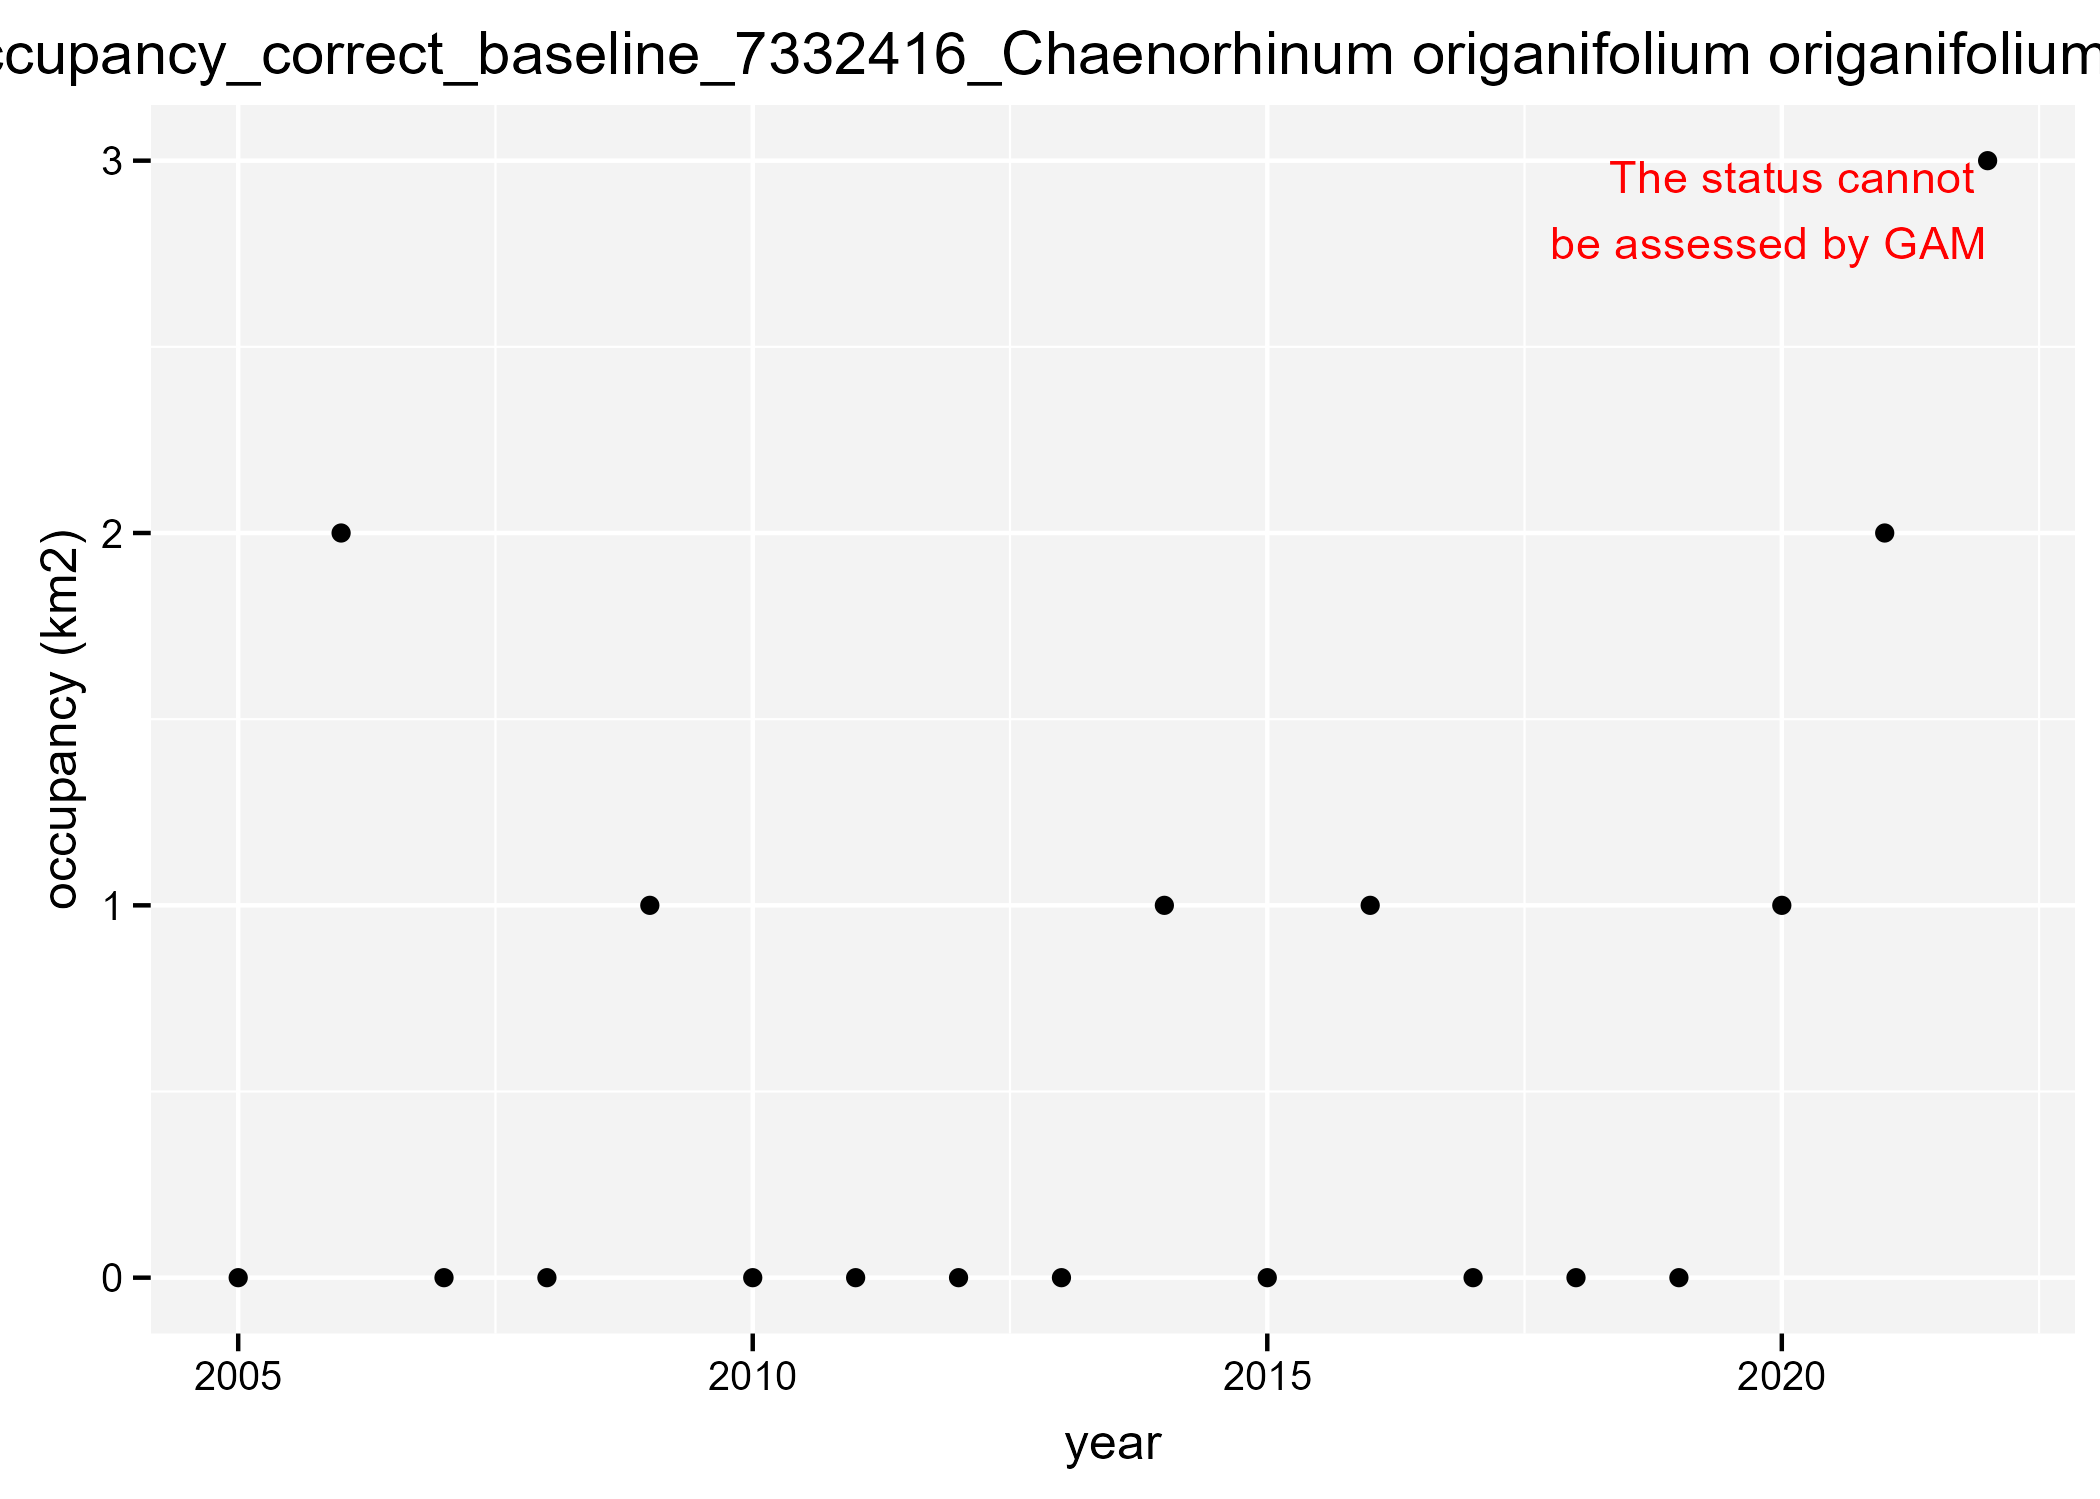 ccupancy_correct_baseline_7332416_Chaenorhinum origanifolium origanifolium
3
The status cannot
be assessed by GAM
2
occupancy (km2)
1
0
2005 2010 2015 2020
year